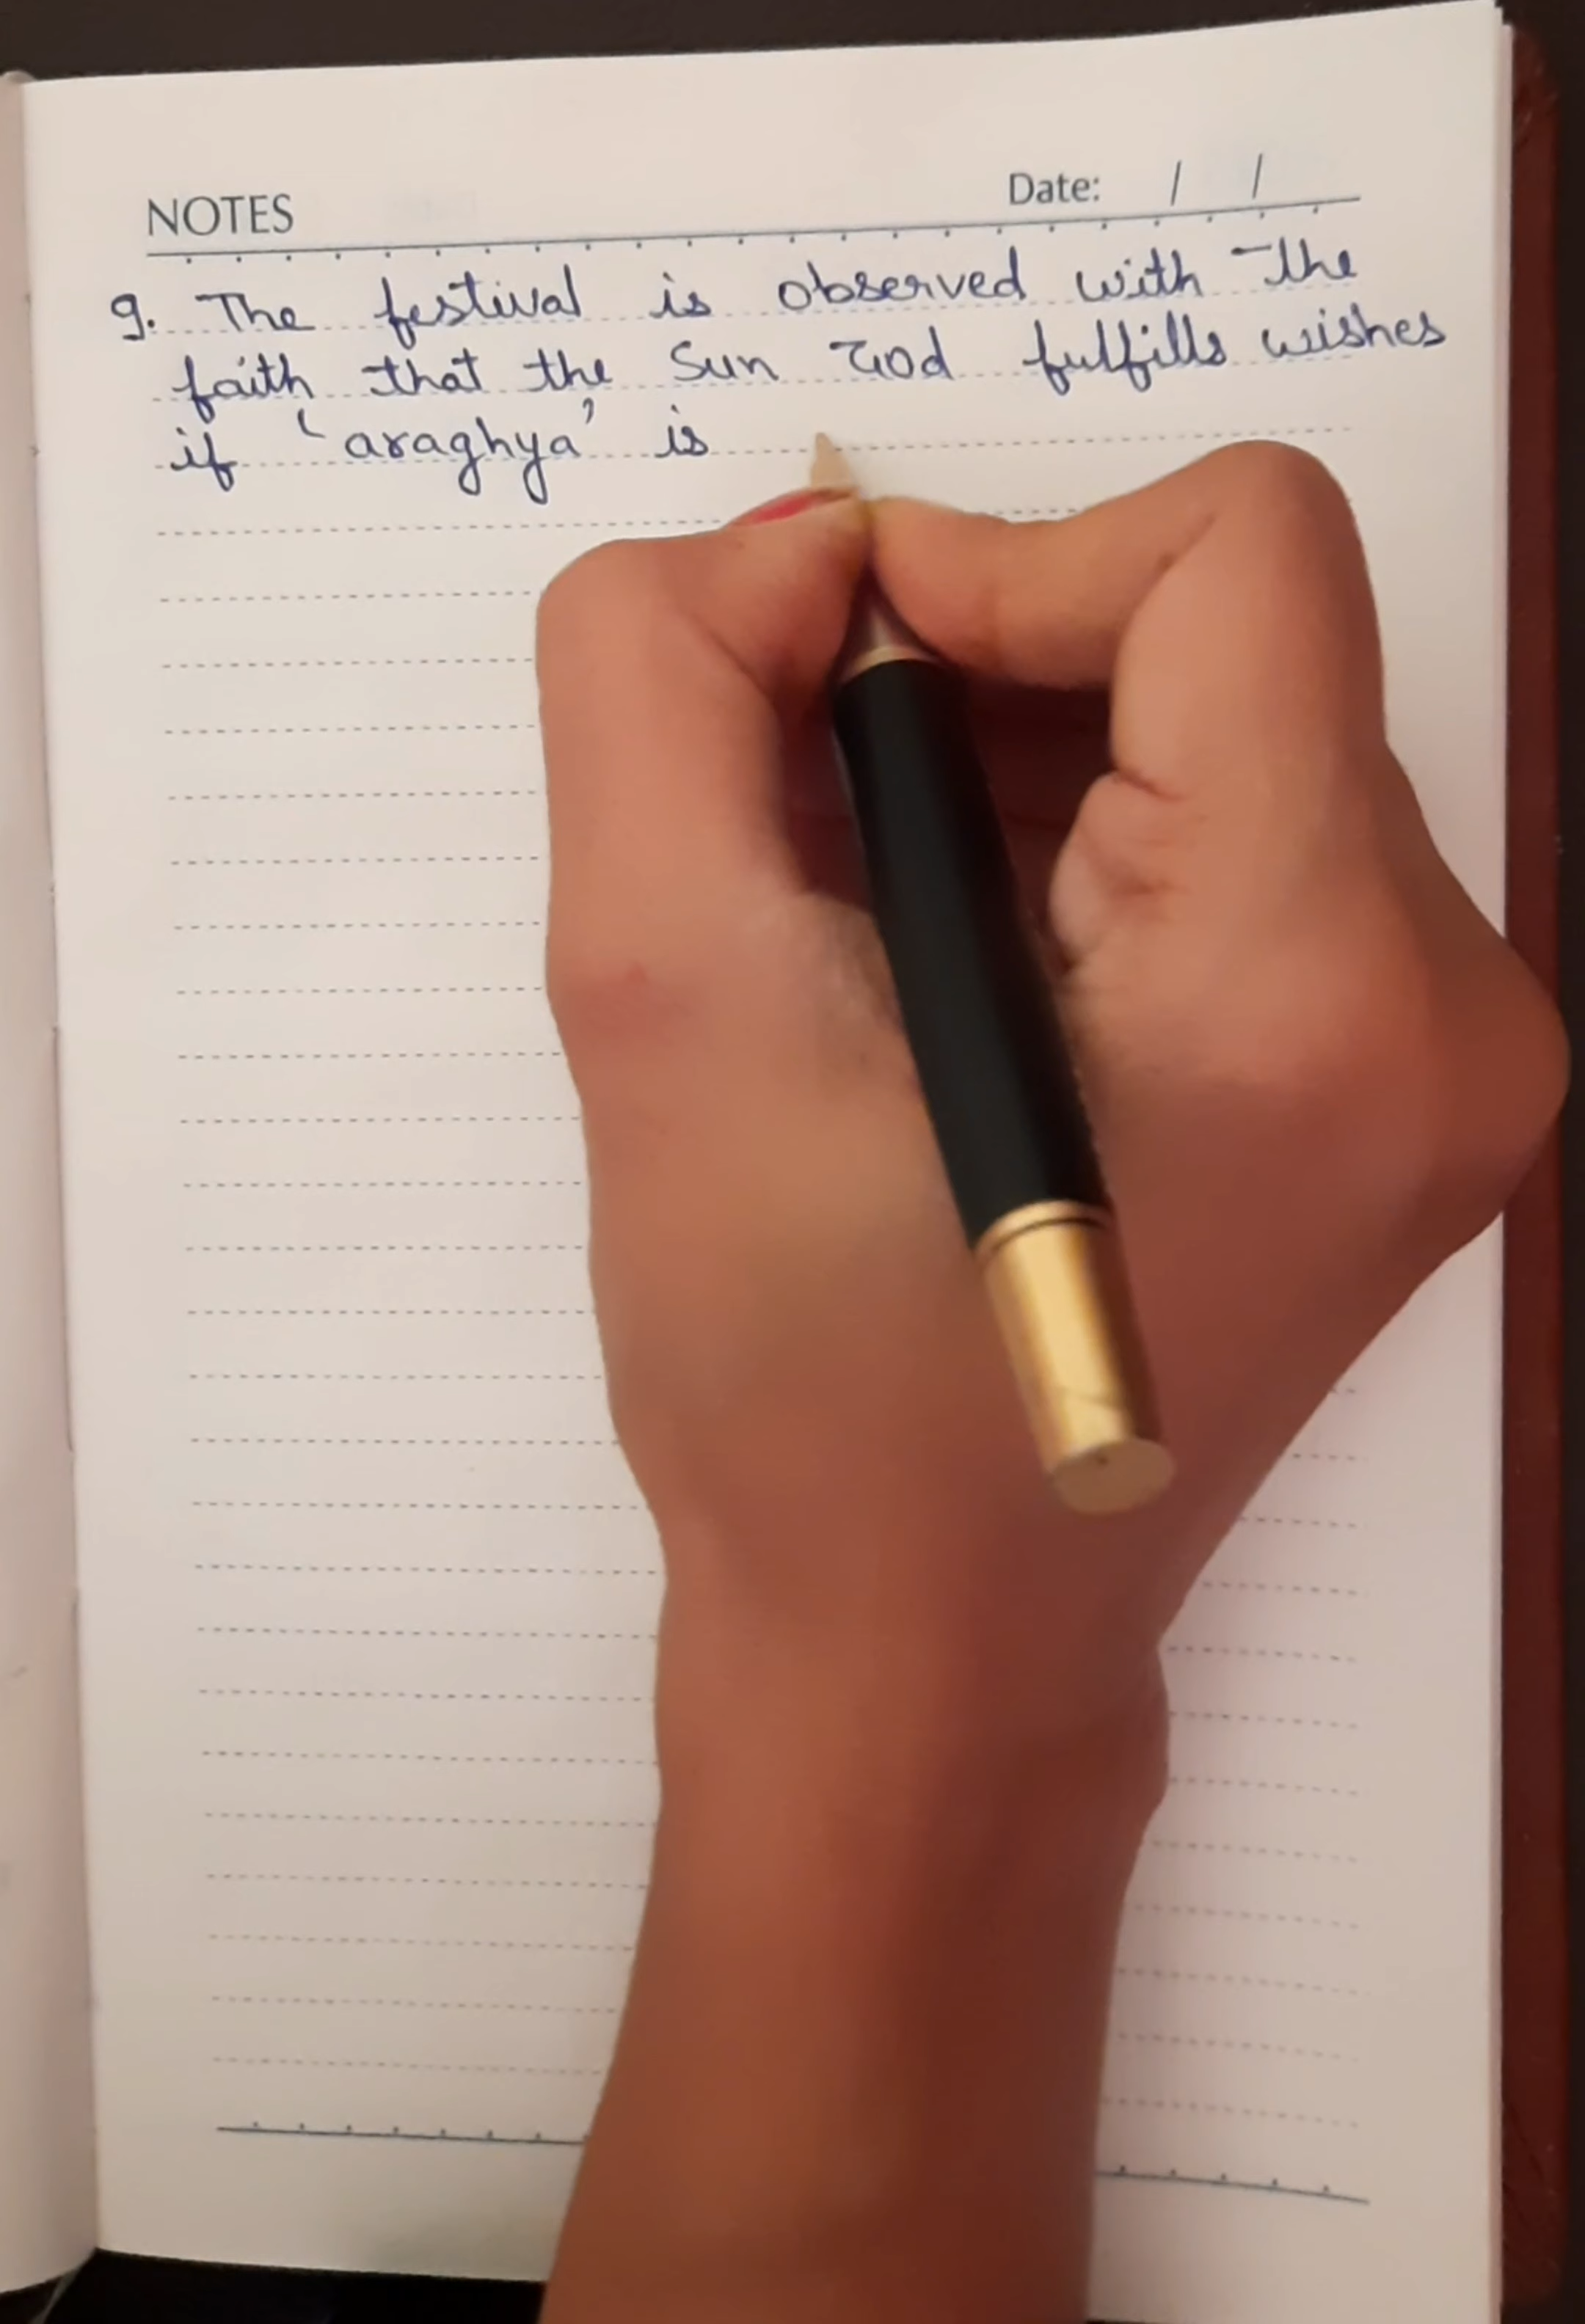 NOTES
Date: / /
9. The festival is observed with the
faith that the Sun God fulfills wishes
if 'araghya' is